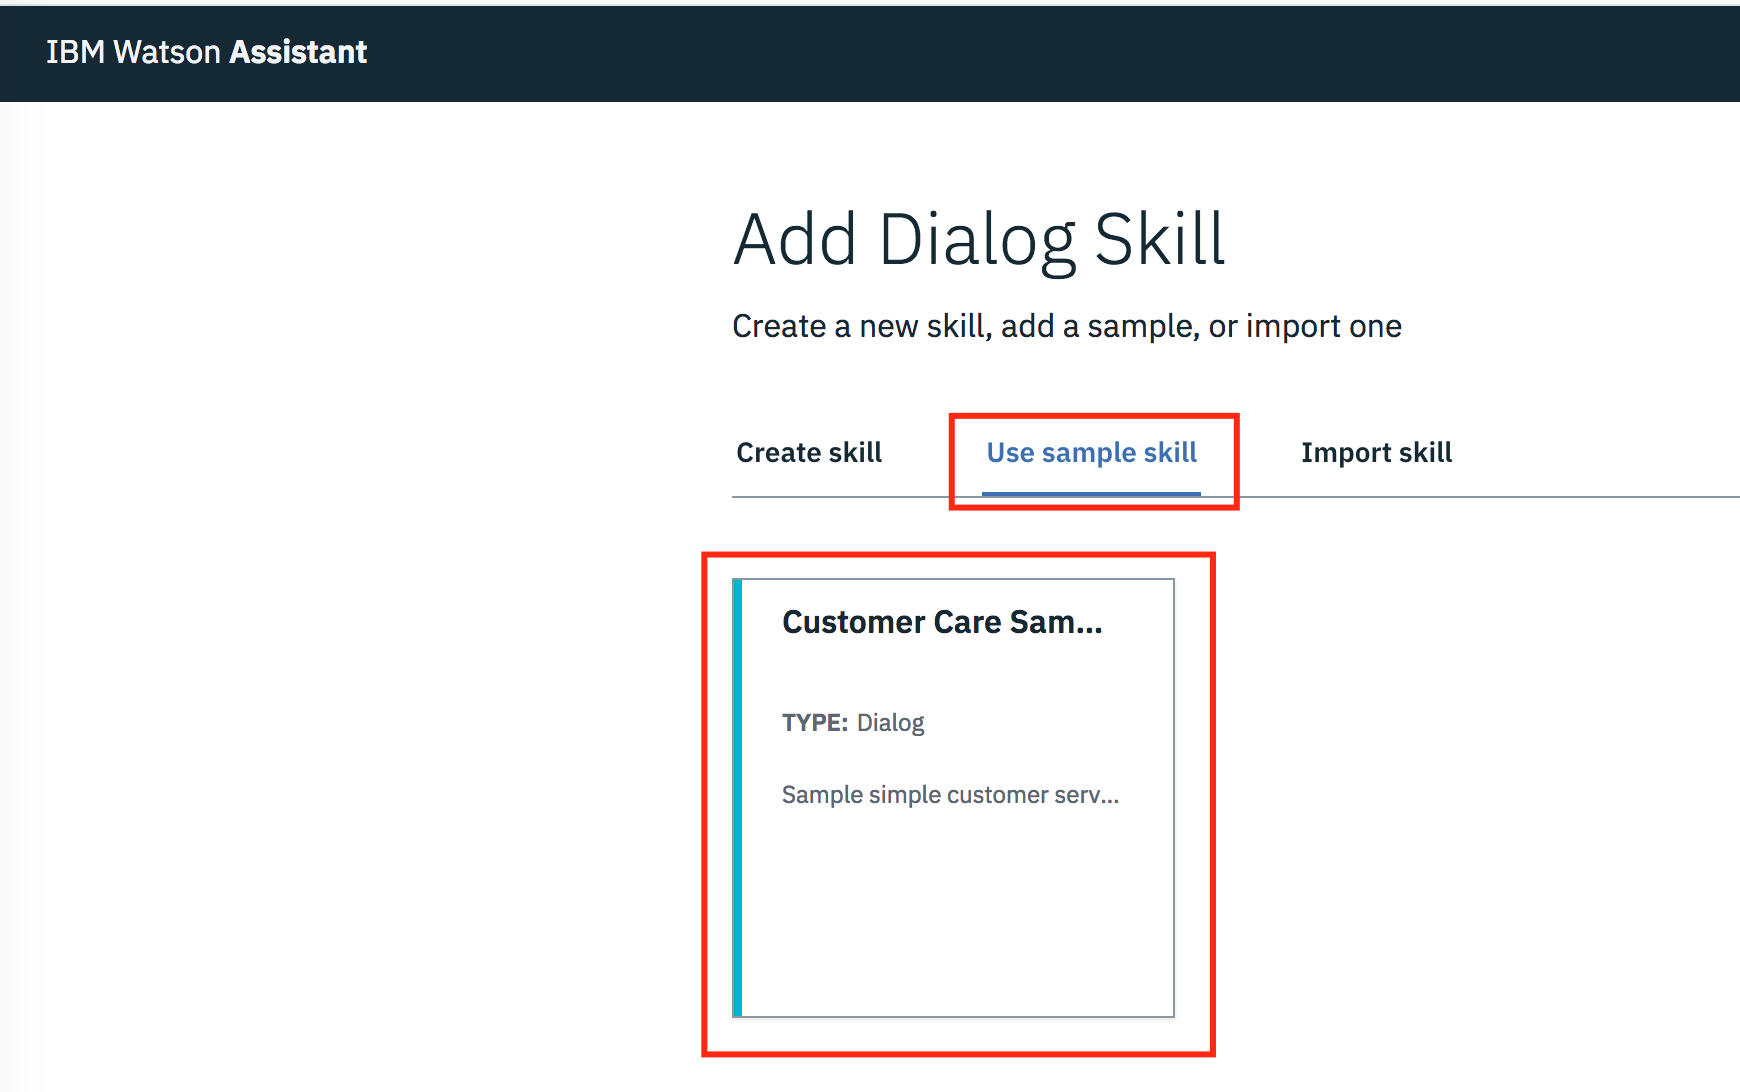 IBM Watson Assistant
Add Dialog Skill
Create a new skill, add a sample, or import one
Create skill
Use sample skill
Import skill
Customer Care Sam...
TYPE: Dialog
Sample simple customer serv...